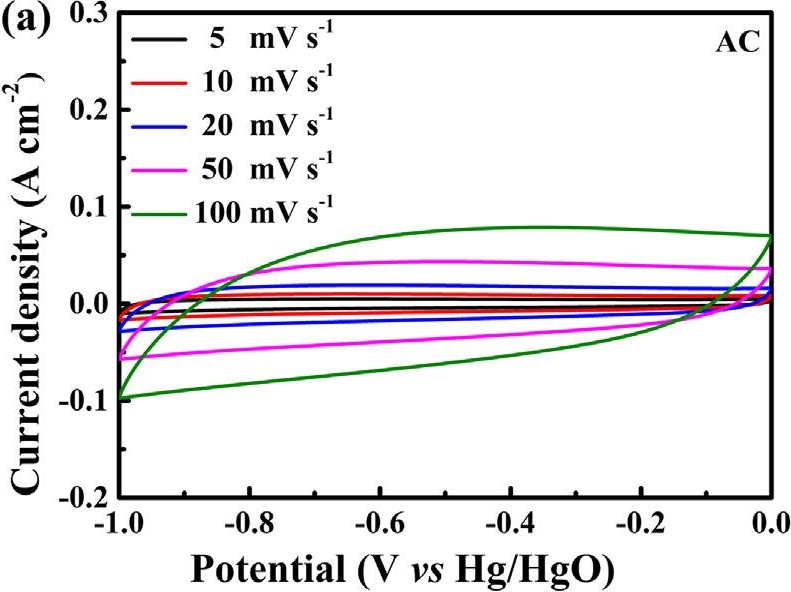 (a)
AC
5 mV s⁻¹
10 mV s⁻¹
20 mV s⁻¹
50 mV s⁻¹
100 mV s⁻¹
0.3
0.2
0.1
0.0
-0.1
-0.2
Current density (A cm⁻²)
-1.0 -0.8 -0.6 -0.4 -0.2 0.0
Potential (V vs Hg/HgO)